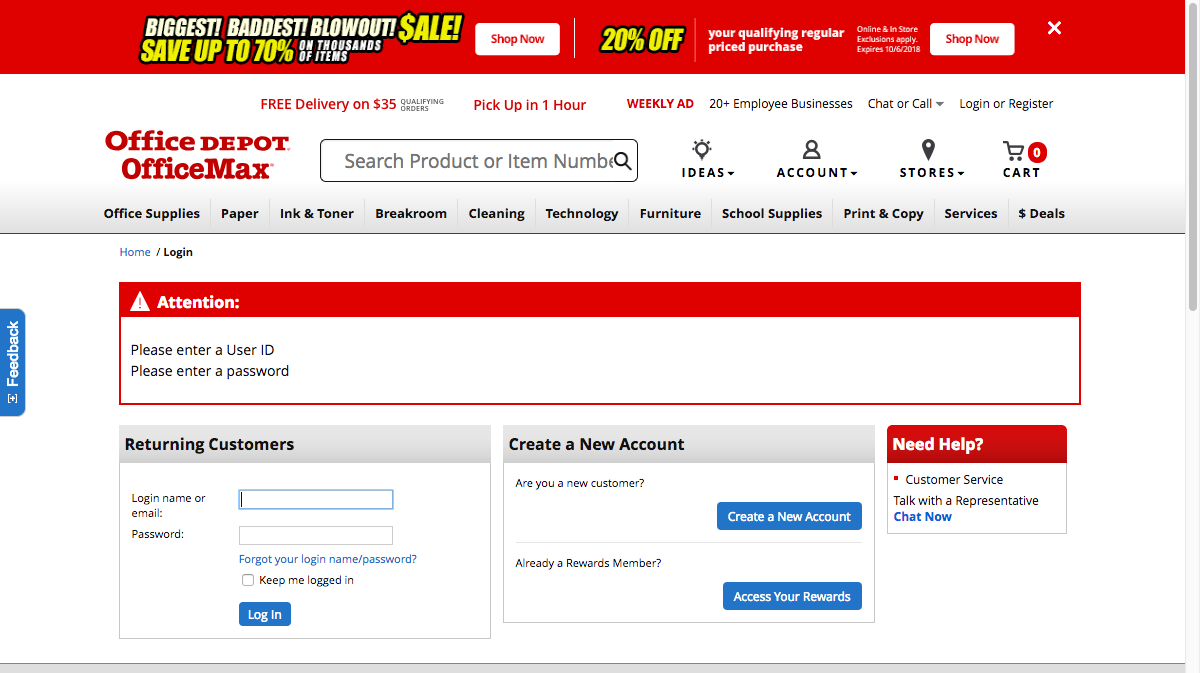 BIGGEST! BADDEST! BLOWOUT! $ALE!
SAVE UP TO 70% ON THOUSANDS OF ITEMS
Shop Now
20% OFF
your qualifying regular
priced purchase
Online & In Store
Exclusions apply.
Expires 10/6/2018
Shop Now
FREE Delivery on $35 QUALIFYING ORDERS
Pick Up in 1 Hour
WEEKLY AD
20+ Employee Businesses
Chat or Call
Login or Register
Office DEPOT
OfficeMax
Search Product or Item Numbe
IDEAS
ACCOUNT
STORES
0
CART
Office Supplies
Paper
Ink & Toner
Breakroom
Cleaning
Technology
Furniture
School Supplies
Print & Copy
Services
$ Deals
Home / Login
Attention:
Please enter a User ID
Please enter a password
Feedback
Returning Customers
Login name or
email:
Password:
Forgot your login name/password?
Keep me logged in
Log In
Create a New Account
Are you a new customer?
Create a New Account
Already a Rewards Member?
Access Your Rewards
Need Help?
Customer Service
Talk with a Representative
Chat Now